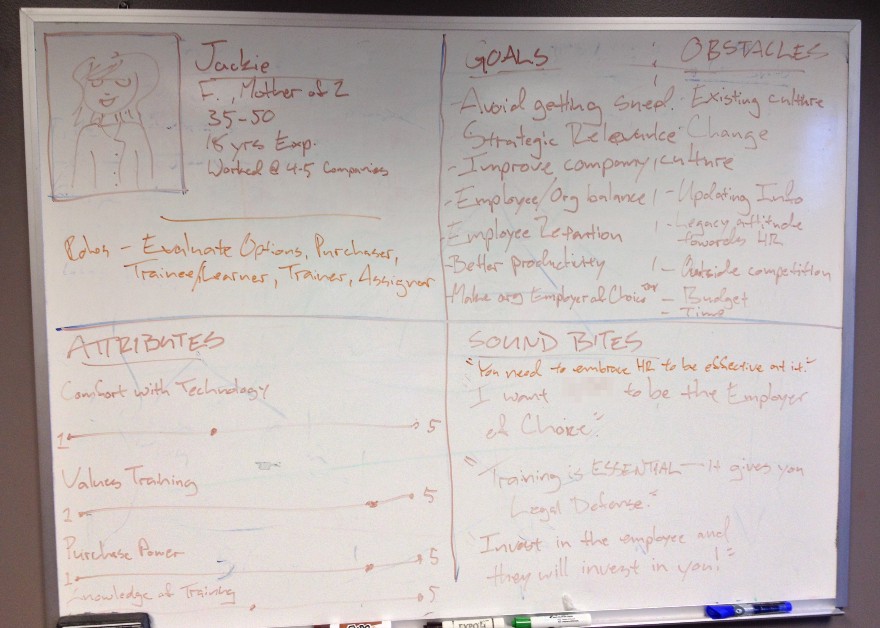 Jackie
F., Mother of 2
35-50
18 yrs Exp.
Worked @ 4-5 Companies
Roles - Evaluate Options, Purchaser,
Trainee/Learner, Trainer, Assignor
GOALS
- Avoid getting sued.
Strategic Relevance
- Improve company culture
- Employee/Org balance
- Employee Retention
- Better productivity
- Make org Employer of Choice
OBSTACLES
- Existing culture
Change
- Updating Info
- Legacy attitude
towards HR
- Outside competition
- Budget
- Time
ATTRIBUTES
Comfort with Technology
1 5
Values Training
1 5
Purchase Power
1 5
Knowledge of Training
5
SOUND BITES
"You need to embrace HR to be effective at it."
I want to be the Employer
of Choice."
"Training is ESSENTIAL - It gives you
Legal Defense."
Invest in the employee and
they will invest in you!"
EXPO